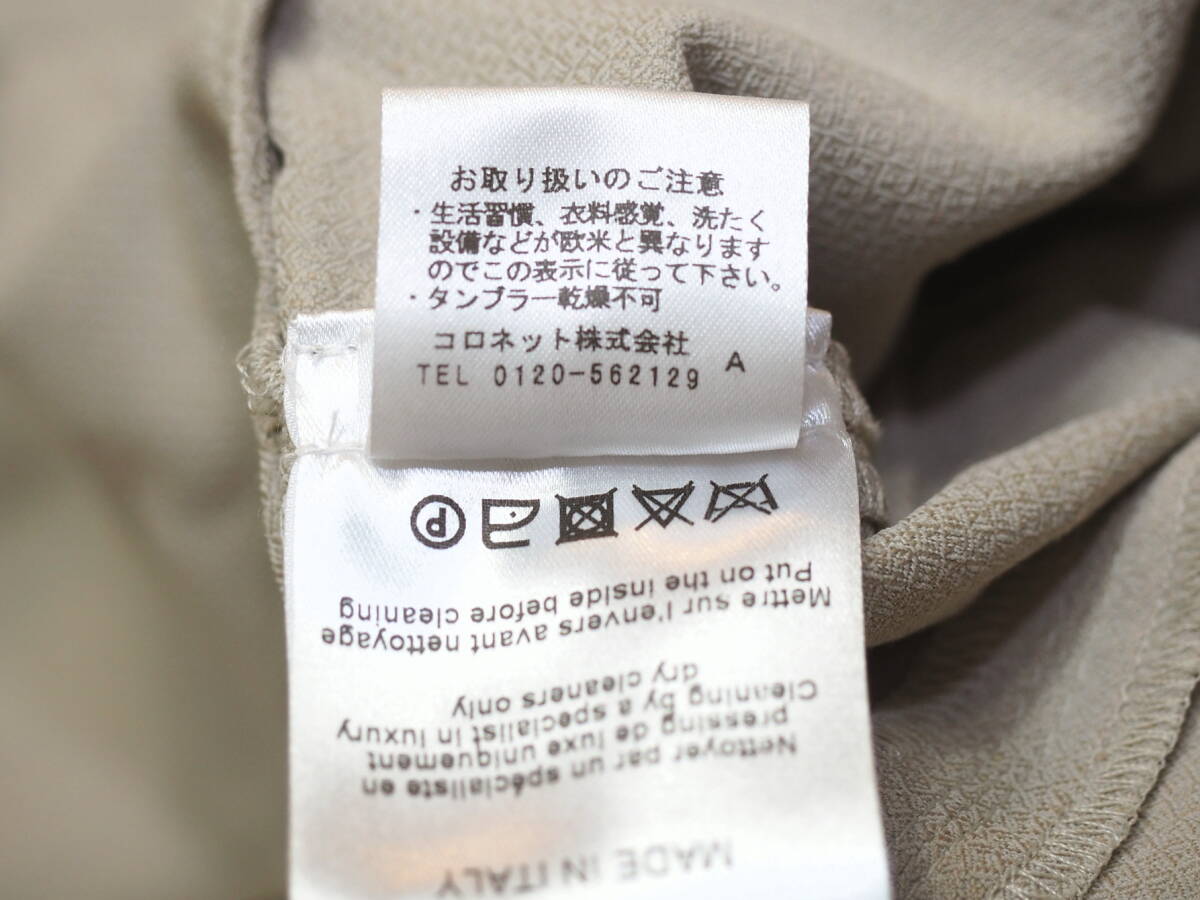 お取り扱いのご注意
・生活習慣、衣料感覚、洗たく
設備などが欧米と異なります
のでこの表示に従って下さい。
・タンブラー乾燥不可
コロネット株式会社
TEL 0120-562129 A
MADE IN ITALY
Nettoyer par un spécialiste en
pressing de luxe uniquement
Cleaning by a specialist in luxury
dry cleaners only
Mettre sur l'envers avant nettoyage
Put on the inside before cleaning
P